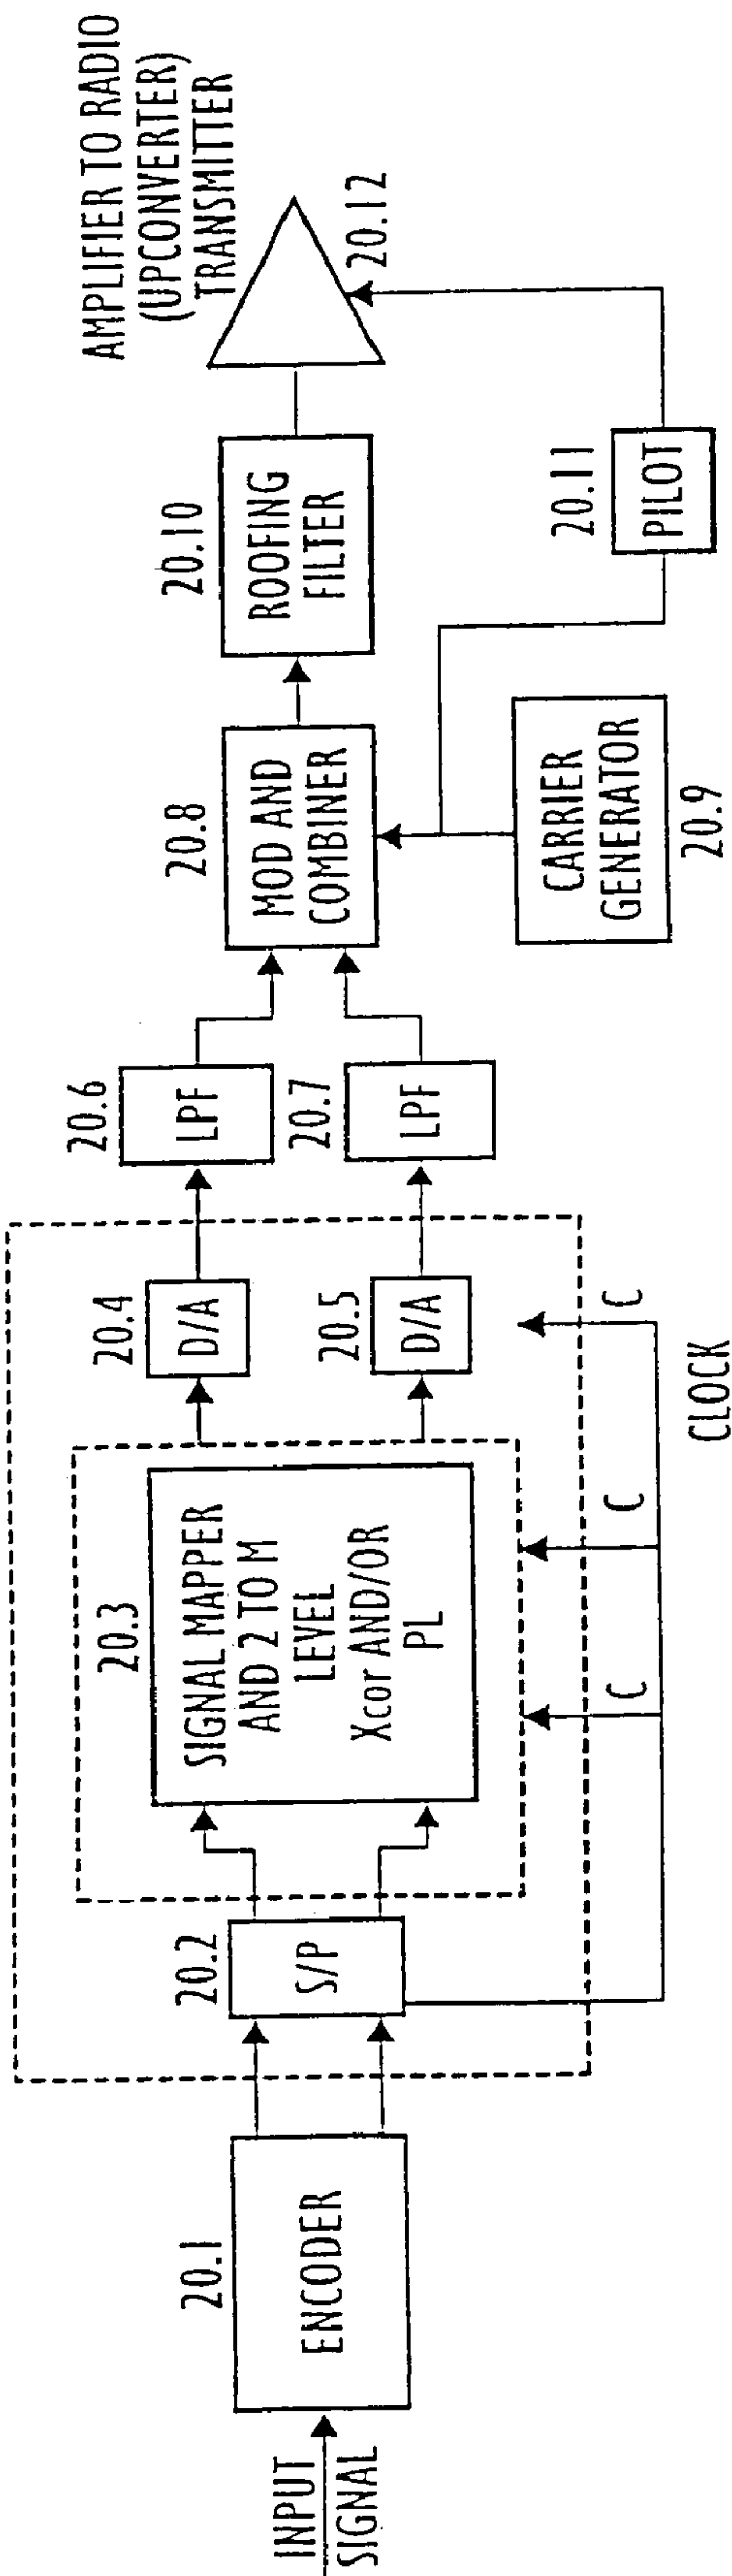 INPUT
SIGNAL
20.1
ENCODER
20.2
S/P
20.3
SIGNAL MAPPER
AND 2 TO M
LEVEL
Xcor AND/OR
PL
C
C
C
CLOCK
20.4
D/A
20.5
D/A
20.6
LPF
20.7
LPF
20.8
MOD AND
COMBINER
CARRIER
GENERATOR
20.9
20.10
ROOFING
FILTER
20.11
PILOT
AMPLIFIER TO RADIO
(UPCONVERTER)
TRANSMITTER
20.12